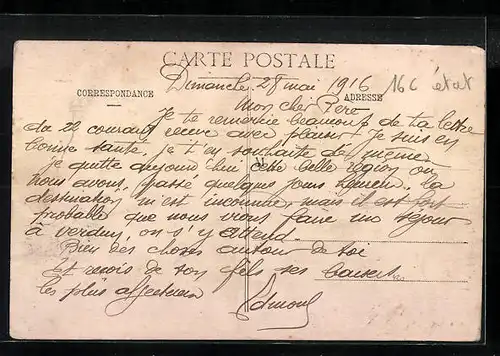 CARTE POSTALE
Dimanche, 28 mai 1916
16 € état
CORRESPONDANCE
ADRESSE
Mon cher Père
Je te remercie beaucoup de ta lettre
du 22 courant reçue avec plaisir. Je suis en
bonne santé je t'en souhaite de même
je quitte aujourd'hui cette belle région où
nous avons passé quelques jours heureux, la
destination m'est inconnue, mais il est fort
probable que nous irons faire un séjour
à verdun, on s'y attend
Bien des choses autour de toi
Et reçois de ton fils ses baisers
les plus affectueux
Edmond